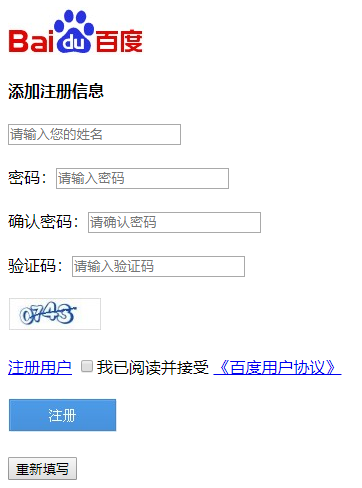 Bai du 百度
添加注册信息
请输入您的姓名
密码：请输入密码
确认密码：请确认密码
验证码：请输入验证码
0743
注册用户 我已阅读并接受 《百度用户协议》
注册
重新填写